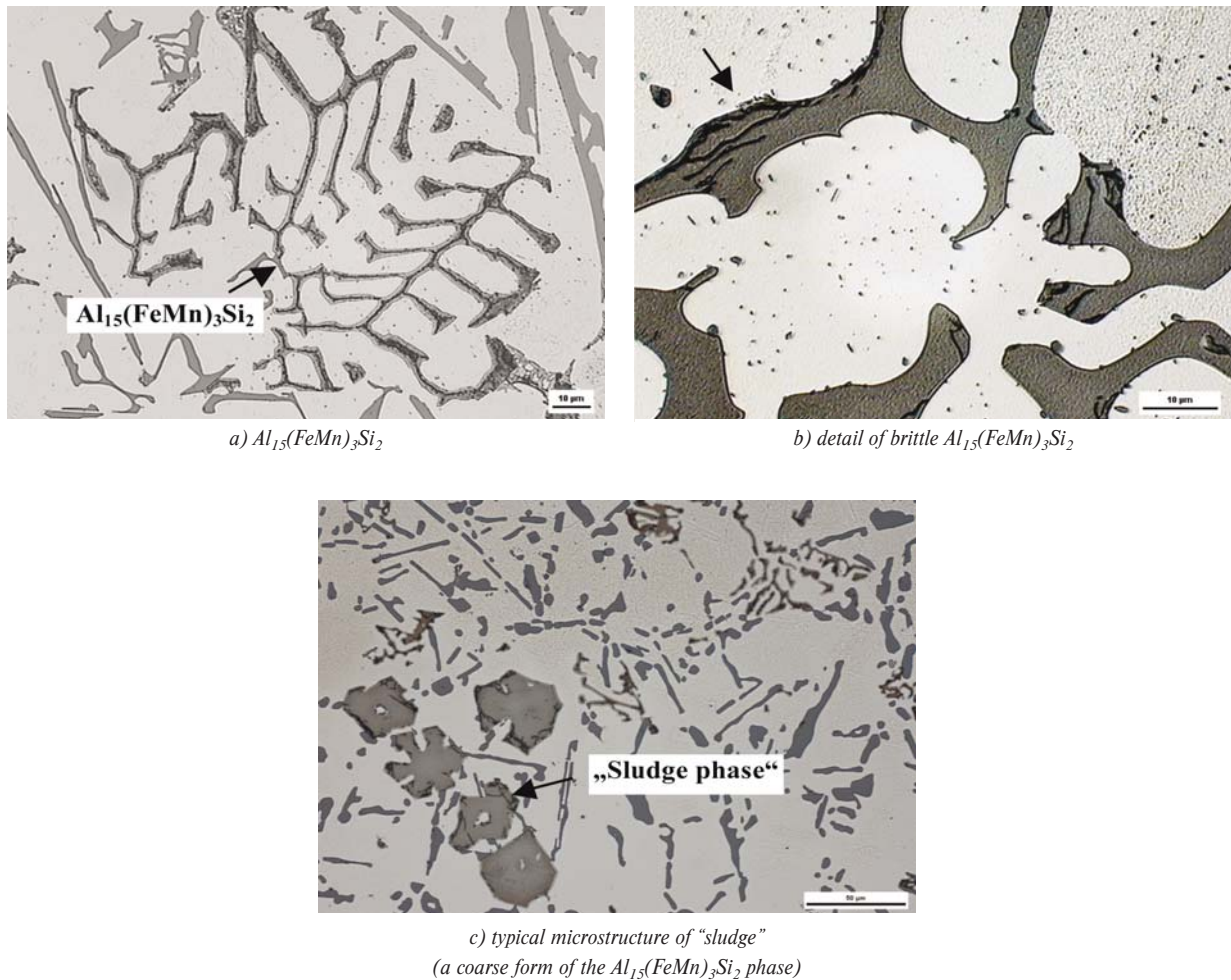 Al₁₅(FeMn)₃Si₂
10 µm
10 µm
a) Al₁₅(FeMn)₃Si₂
b) detail of brittle Al₁₅(FeMn)₃Si₂
„Sludge phase“
50 µm
c) typical microstructure of “sludge”
(a coarse form of the Al₁₅(FeMn)₃Si₂ phase)